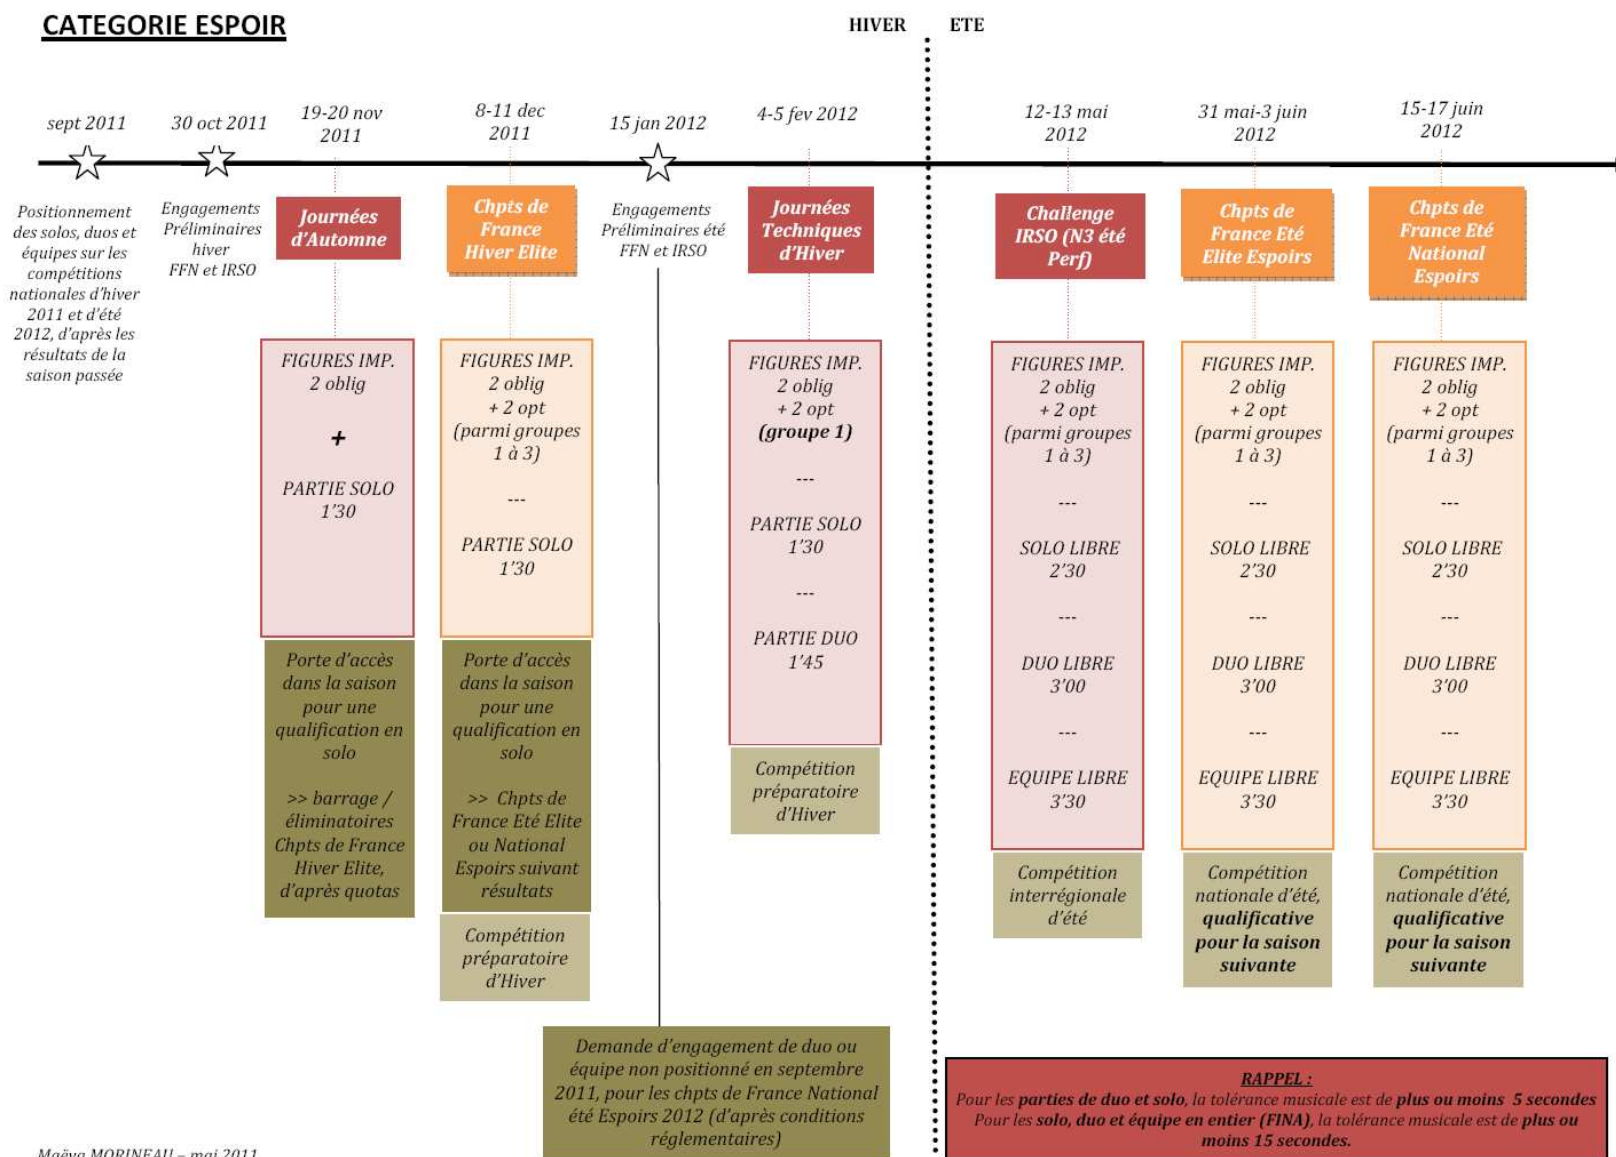 CATEGORIE ESPOIR
HIVER
ETE
sept 2011
30 oct 2011
19-20 nov
2011
8-11 dec
2011
15 jan 2012
4-5 fev 2012
12-13 mai
2012
31 mai-3 juin
2012
15-17 juin
2012
Positionnement
des solos, duos et
équipes sur les
compétitions
nationales d'hiver
2011 et d'été
2012, d'après les
résultats de la
saison passée
Engagements
Préliminaires
hiver
FFN et IRSO
Journées
d'Automne
FIGURES IMP.
2 oblig
+
PARTIE SOLO
1'30
Porte d'accès
dans la saison
pour une
qualification en
solo
>> barrage /
éliminatoires
Chpts de France
Hiver Elite,
d'après quotas
Chpts de
France
Hiver Elite
FIGURES IMP.
2 oblig
+ 2 opt
(parmi groupes
1 à 3)
---
PARTIE SOLO
1'30
Porte d'accès
dans la saison
pour une
qualification en
solo
>> Chpts de
France Eté Elite
ou National
Espoirs suivant
résultats
Compétition
préparatoire
d'Hiver
Engagements
Préliminaires été
FFN et IRSO
Demande d'engagement de duo ou
équipe non positionné en septembre
2011, pour les chpts de France National
été Espoirs 2012 (d'après conditions
réglementaires)
Journées
Techniques
d'Hiver
FIGURES IMP.
2 oblig
+ 2 opt
(groupe 1)
---
PARTIE SOLO
1'30
---
PARTIE DUO
1'45
Compétition
préparatoire
d'Hiver
Challenge
IRSO (N3 été
Perf)
FIGURES IMP.
2 oblig
+ 2 opt
(parmi groupes
1 à 3)
---
SOLO LIBRE
2'30
---
DUO LIBRE
3'00
---
EQUIPE LIBRE
3'30
Compétition
interrégionale
d'été
Chpts de
France Eté
Elite Espoirs
FIGURES IMP.
2 oblig
+ 2 opt
(parmi groupes
1 à 3)
---
SOLO LIBRE
2'30
---
DUO LIBRE
3'00
---
EQUIPE LIBRE
3'30
Compétition
nationale d'été,
qualificative
pour la saison
suivante
Chpts de
France Eté
National
Espoirs
FIGURES IMP.
2 oblig
+ 2 opt
(parmi groupes
1 à 3)
---
SOLO LIBRE
2'30
---
DUO LIBRE
3'00
---
EQUIPE LIBRE
3'30
Compétition
nationale d'été,
qualificative
pour la saison
suivante
RAPPEL :
Pour les parties de duo et solo, la tolérance musicale est de plus ou moins 5 secondes
Pour les solo, duo et équipe en entier (FINA), la tolérance musicale est de plus ou
moins 15 secondes.
Maëva MORINEAU – mai 2011